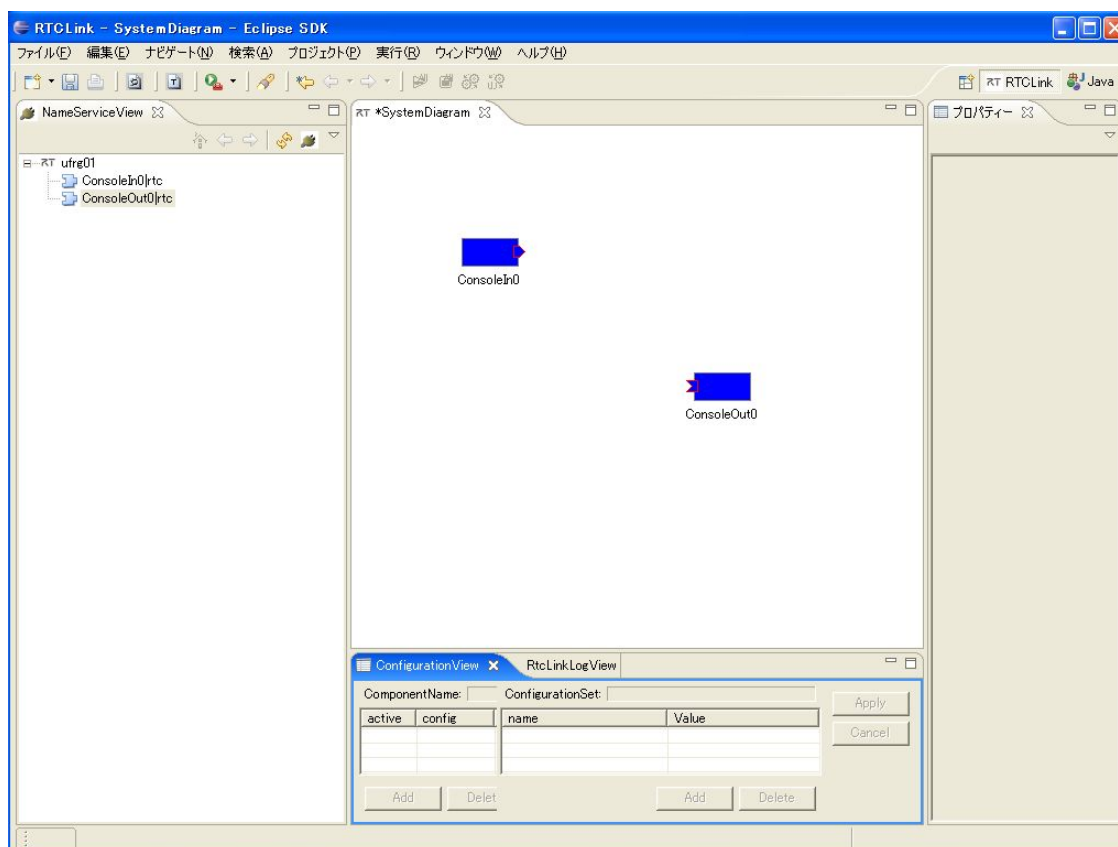 RTCLink - SystemDiagram - Eclipse SDK
ファイル(F) 編集(E) ナビゲート(N) 検索(A) プロジェクト(P) 実行(R) ウィンドウ(W) ヘルプ(H)
RTCLink Java
NameServiceView
*SystemDiagram
プロパティー
ufrg01
ConsoleIn0|rtc
ConsoleOut0|rtc
ConsoleIn0
ConsoleOut0
ConfigurationView RtcLinkLogView
ComponentName: ConfigurationSet: Apply
active config name Value
Cancel
Add Delet Add Delete